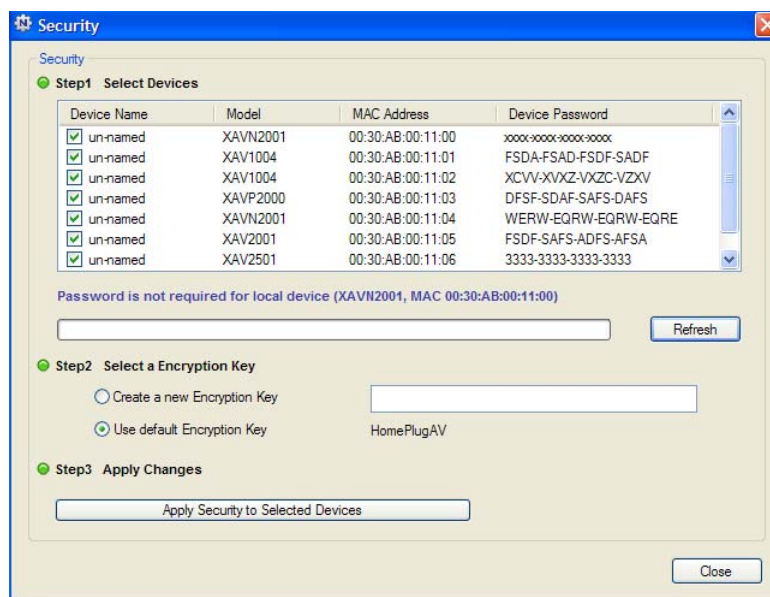 Security
Security
Step1 Select Devices
Device Name Model MAC Address Device Password
un-named XAVN2001 00:30:AB:00:11:00 xxxx-xxxx-xxxx-xxxx
un-named XAV1004 00:30:AB:00:11:01 FSDA-FSAD-FSDF-SADF
un-named XAV1004 00:30:AB:00:11:02 XCVV-XVXZ-VXZC-VZXV
un-named XAVP2000 00:30:AB:00:11:03 DFSF-SDAF-SAFS-DAFS
un-named XAVN2001 00:30:AB:00:11:04 WERW-EQRW-EQRW-EQRE
un-named XAV2001 00:30:AB:00:11:05 FSDF-SAFS-ADFS-AFSA
un-named XAV2501 00:30:AB:00:11:06 3333-3333-3333-3333
Password is not required for local device (XAVN2001, MAC 00:30:AB:00:11:00)
Refresh
Step2 Select a Encryption Key
Create a new Encryption Key
Use default Encryption Key HomePlugAV
Step3 Apply Changes
Apply Security to Selected Devices
Close